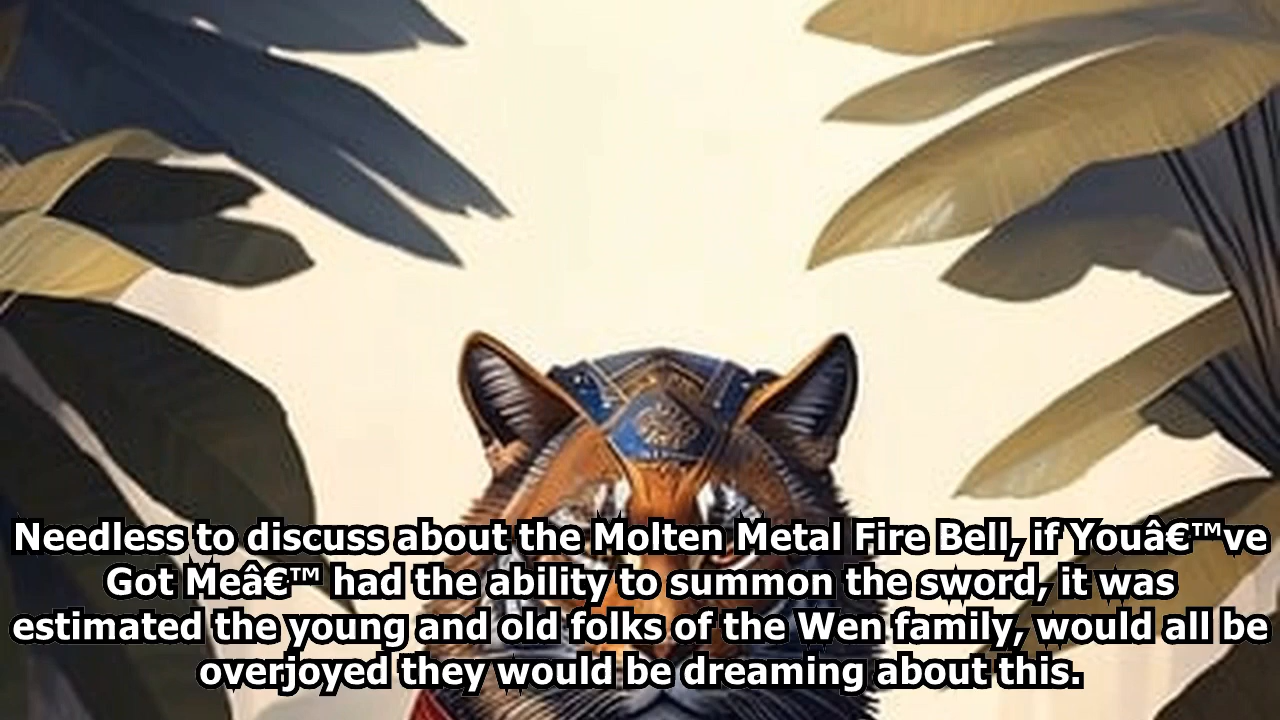 Needless to discuss about the Molten Metal Fire Bell, if Youâ€™ve
Got Meâ€™ had the ability to summon the sword, it was
estimated the young and old folks of the Wen family, would all be
overjoyed they would be dreaming about this.